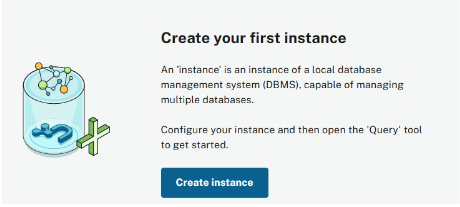 Create your first instance
An 'instance' is an instance of a local database
management system (DBMS), capable of managing
multiple databases.
Configure your instance and then open the 'Query' tool
to get started.
Create instance